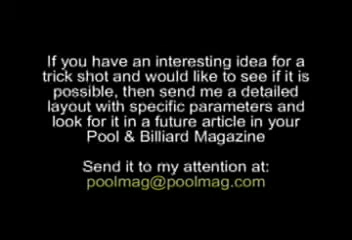 If you have an interesting idea for a
trick shot and would like to see if it is
possible, then send me a detailed
layout with specific parameters and
look for it in a future article in your
Pool & Billiard Magazine
Send it to my attention at:
poolmag@poolmag.com